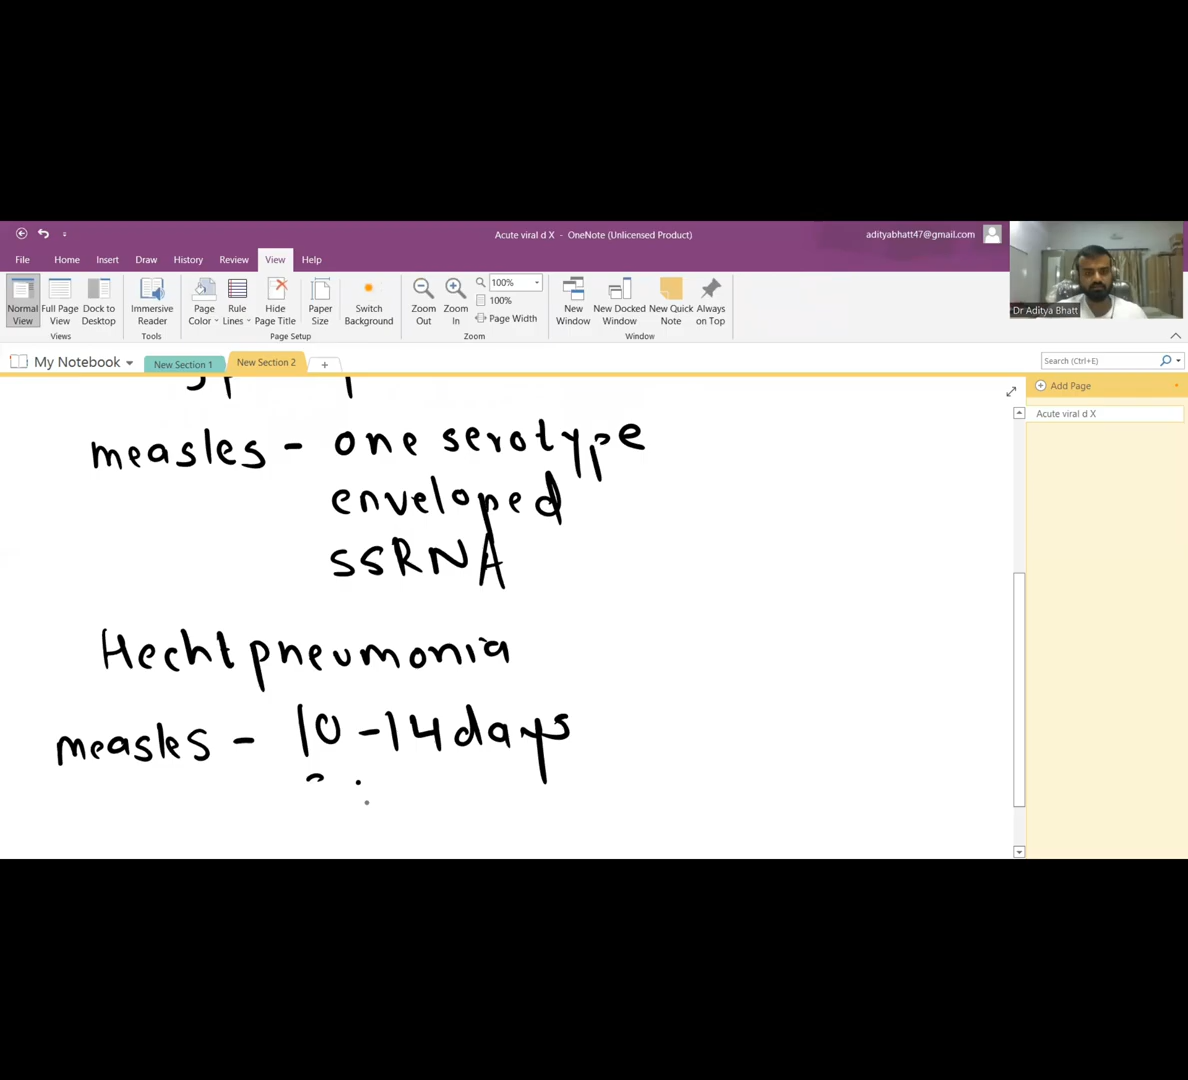 Acute viral d X - OneNote (Unlicensed Product)
adityabhatt47@gmail.com
File Home Insert Draw History Review View Help
Normal View
Full Page View
Dock to Desktop
Immersive Reader
Page Color
Rule Lines
Hide Page Title
Paper Size
Switch Background
Zoom Out
Zoom In
100%
100%
Page Width
New Window
New Docked Window
New Quick Note
Always on Top
Views Tools Page Setup Zoom Window
Dr Aditya Bhatt
My Notebook New Section 1 New Section 2 +
Search (Ctrl+E)
Add Page
Acute viral d X
measles - one serotype
enveloped
SSRNA
Hecht pneumonia
measles - 10-14 days